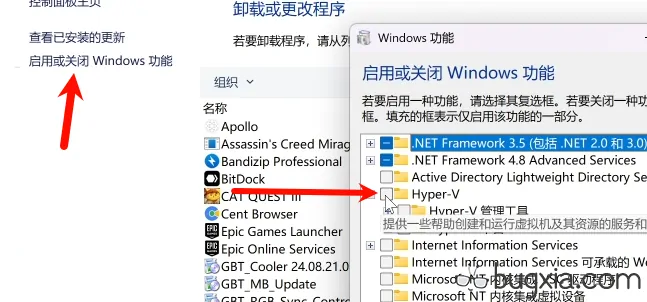 控制面板主页
查看已安装的更新
启用或关闭 Windows 功能
卸载或更改程序
若要卸载程序，请从列
组织
名称
Apollo
Assassin's Creed Mirag
Bandizip Professional
BitDock
CAT QUEST III
Cent Browser
Epic Games Launcher
Epic Online Services
GBT_Cooler 24.08.21.0
GBT_MB_Update
GBT_RGB_Sync_Control
Windows 功能
启用或关闭 Windows 功能
若要启用一种功能，请选择其复选框。若要关闭一种功
框。填充的框表示仅启用该功能的一部分。
.NET Framework 3.5 (包括 .NET 2.0 和 3.0)
.NET Framework 4.8 Advanced Services
Active Directory Lightweight Directory Se
Hyper-V
Hyper-V 管理工具
提供一些帮助创建和运行虚拟机及其资源的服务和
Internet Information Services
Internet Information Services 可承载的 We
Microsoft NT 内核集成
Microsoft NT 内核集成虚拟设备
bugxia.com